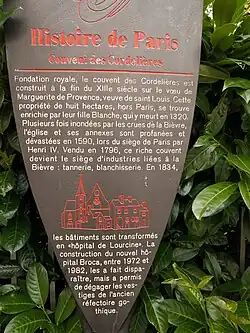 Histoire de Paris
Couvent des Cordelières
Fondation royale, le couvent des Cordelières est
construit à la fin du XIIIe siècle sur le vœu de
Marguerite de Provence, veuve de saint Louis. Cette
propriété de huit hectares, hors Paris, se trouve
enrichie par leur fille Blanche, qui y meurt en 1320.
Plusieurs fois inondées par les crues de la Bièvre,
l'église et ses annexes sont profanées et
dévastées en 1590, lors du siège de Paris par
Henri IV. Vendu en 1796, ce riche couvent
devient le siège d'industries liées à la
Bièvre : tannerie, blanchisserie. En 1834,
les bâtiments sont transformés
en «hôpital de Lourcine». La
construction du nouvel hô-
pital Broca, entre 1972 et
1982, les a fait dispa-
raître, mais a permis
de dégager les ves-
tiges de l'ancien
réfectoire go-
thique.